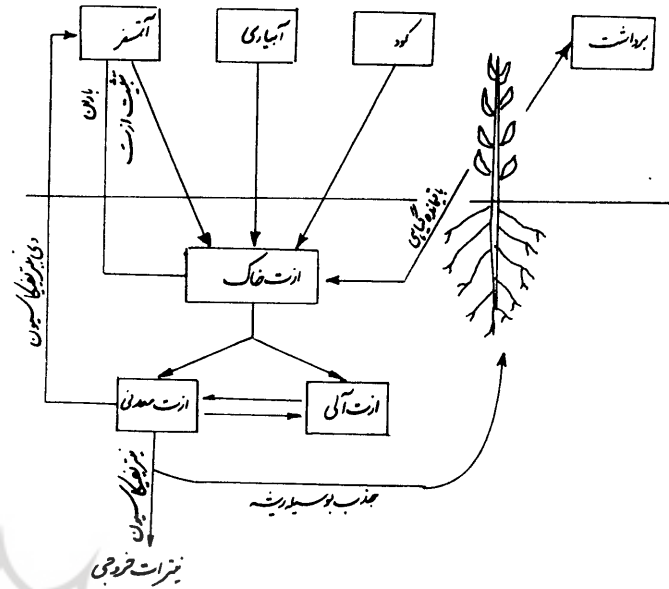 آتمسفر
آبیاری
کود
برداشت
باران
تثبیت ازت
باقیمانده گیاهی
ازت خاک
دی نیتریفیکاسیون
ازت معدنی
ازت آلی
نیتریفیکاسیون
جذب بوسیله ریشه
نیترات خروجی